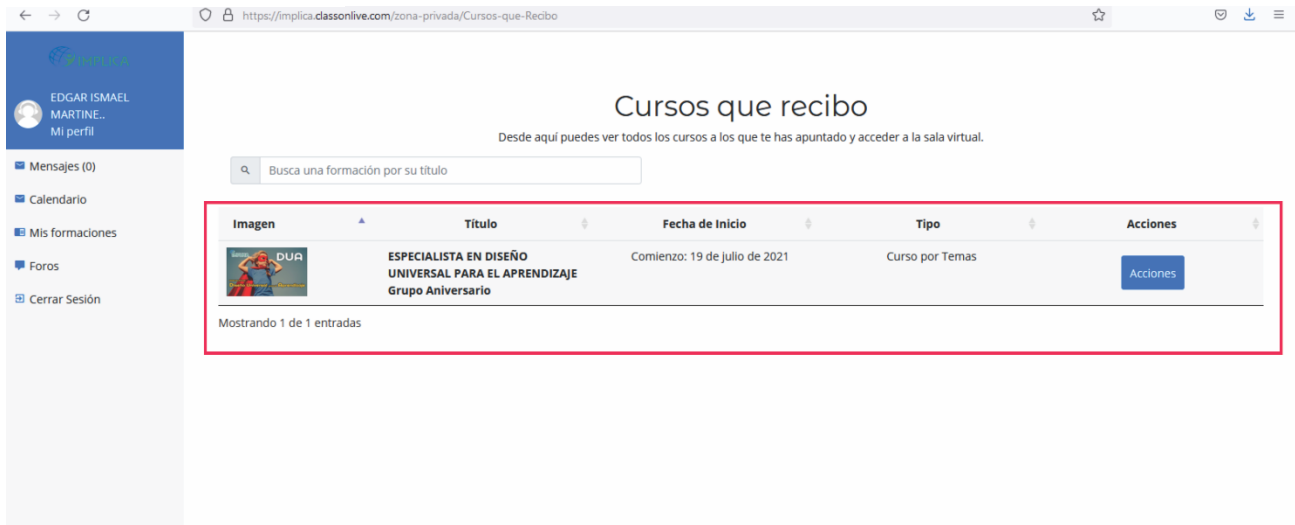 https://implica.classonlive.com/zona-privada/Cursos-que-Recibo
IMPLICA
EDGAR ISMAEL
MARTINE..
Mi perfil
Mensajes (0)
Calendario
Mis formaciones
Foros
Cerrar Sesión
Cursos que recibo
Desde aquí puedes ver todos los cursos a los que te has apuntado y acceder a la sala virtual.
Busca una formación por su título
Imagen Título Fecha de Inicio Tipo Acciones
DUA
ESPECIALISTA EN DISEÑO
UNIVERSAL PARA EL APRENDIZAJE
Grupo Aniversario
Comienzo: 19 de julio de 2021
Curso por Temas
Acciones
Mostrando 1 de 1 entradas